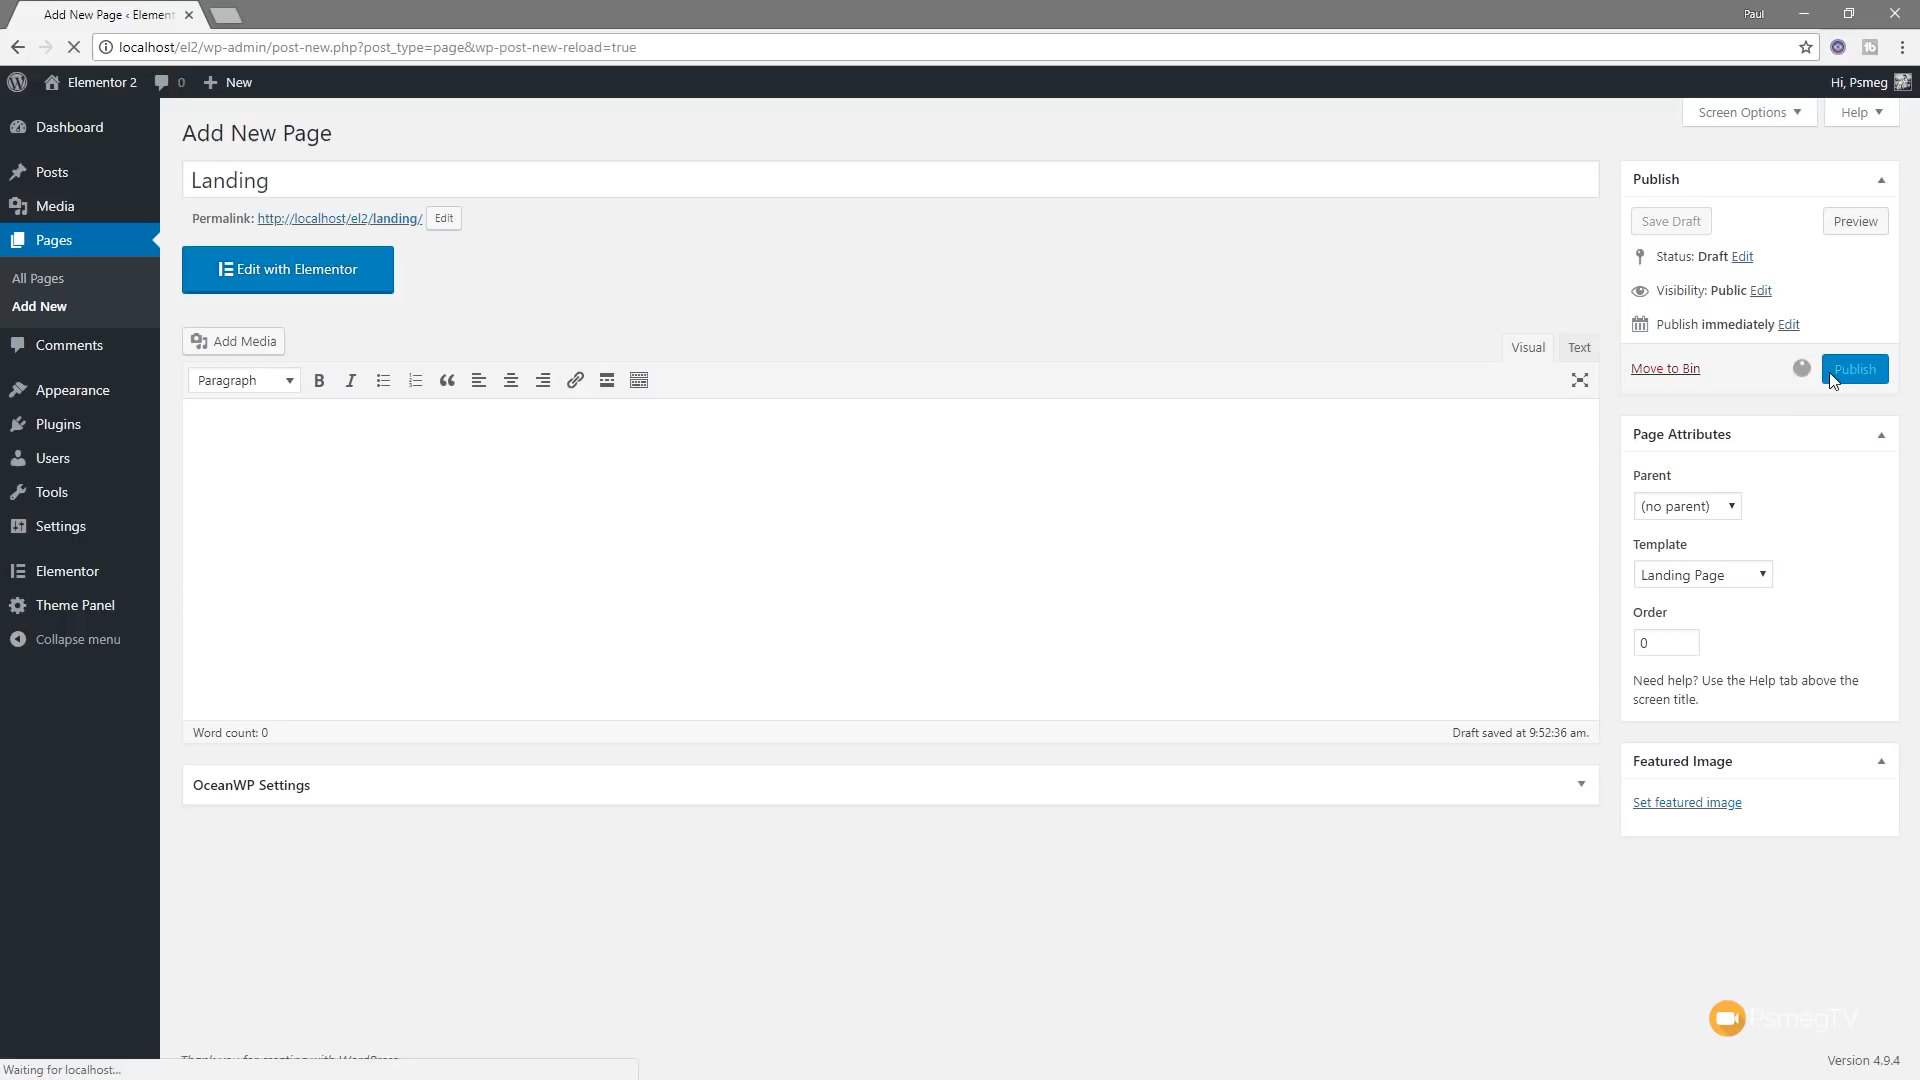 Add New Page ‹ Element
Paul
localhost/el2/wp-admin/post-new.php?post_type=page&wp-post-new-reload=true
Elementor 2
0
New
Hi, Psmeg
Dashboard
Posts
Media
Pages
All Pages
Add New
Comments
Appearance
Plugins
Users
Tools
Settings
Elementor
Theme Panel
Collapse menu
Screen Options
Help
Add New Page
Landing
Permalink: http://localhost/el2/landing/
Edit
Edit with Elementor
Add Media
Visual
Text
Paragraph
Word count: 0
Draft saved at 9:52:36 am.
OceanWP Settings
Publish
Save Draft
Preview
Status: Draft Edit
Visibility: Public Edit
Publish immediately Edit
Move to Bin
Publish
Page Attributes
Parent
(no parent)
Template
Landing Page
Order
0
Need help? Use the Help tab above the
screen title.
Featured Image
Set featured image
PsmegTV
Thank you for creating with WordPress.
Version 4.9.4
Waiting for localhost...